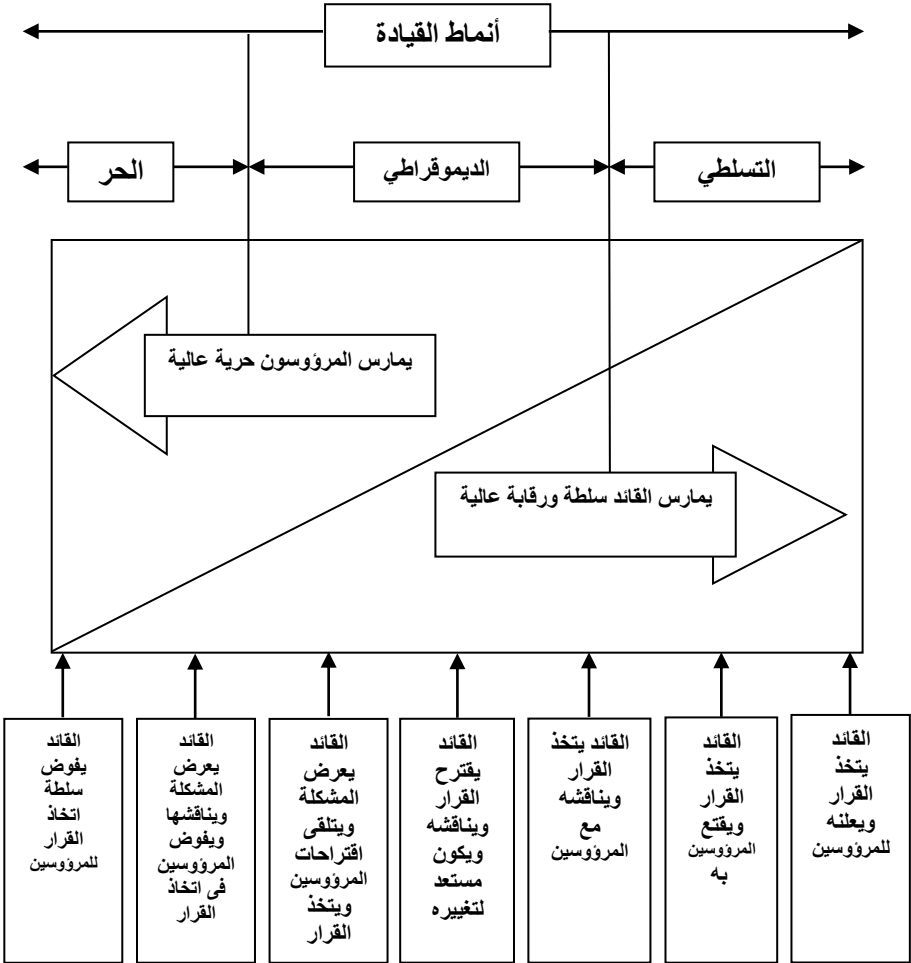 أنماط القيادة
التسلطي
الديموقراطي
الحر
يمارس المرؤوسون حرية عالية
يمارس القائد سلطة ورقابة عالية
القائد
يتخذ
القرار
ويعلنه
للمرؤوسين
القائد
يتخذ
القرار
ويقتع
المرؤوسين
به
القائد يتخذ
القرار
ويناقشه
مع
المرؤوسين
القائد
يقترح
القرار
ويناقشه
ويكون
مستعد
لتغييره
القائد
يعرض
المشكلة
ويتلقى
اقتراحات
المرؤوسين
ويتخذ
القرار
القائد
يعرض
المشكلة
ويناقشها
ويفوض
المرؤوسين
فى اتخاذ
القرار
القائد
يفوض
سلطة
اتخاذ
القرار
للمرؤوسين